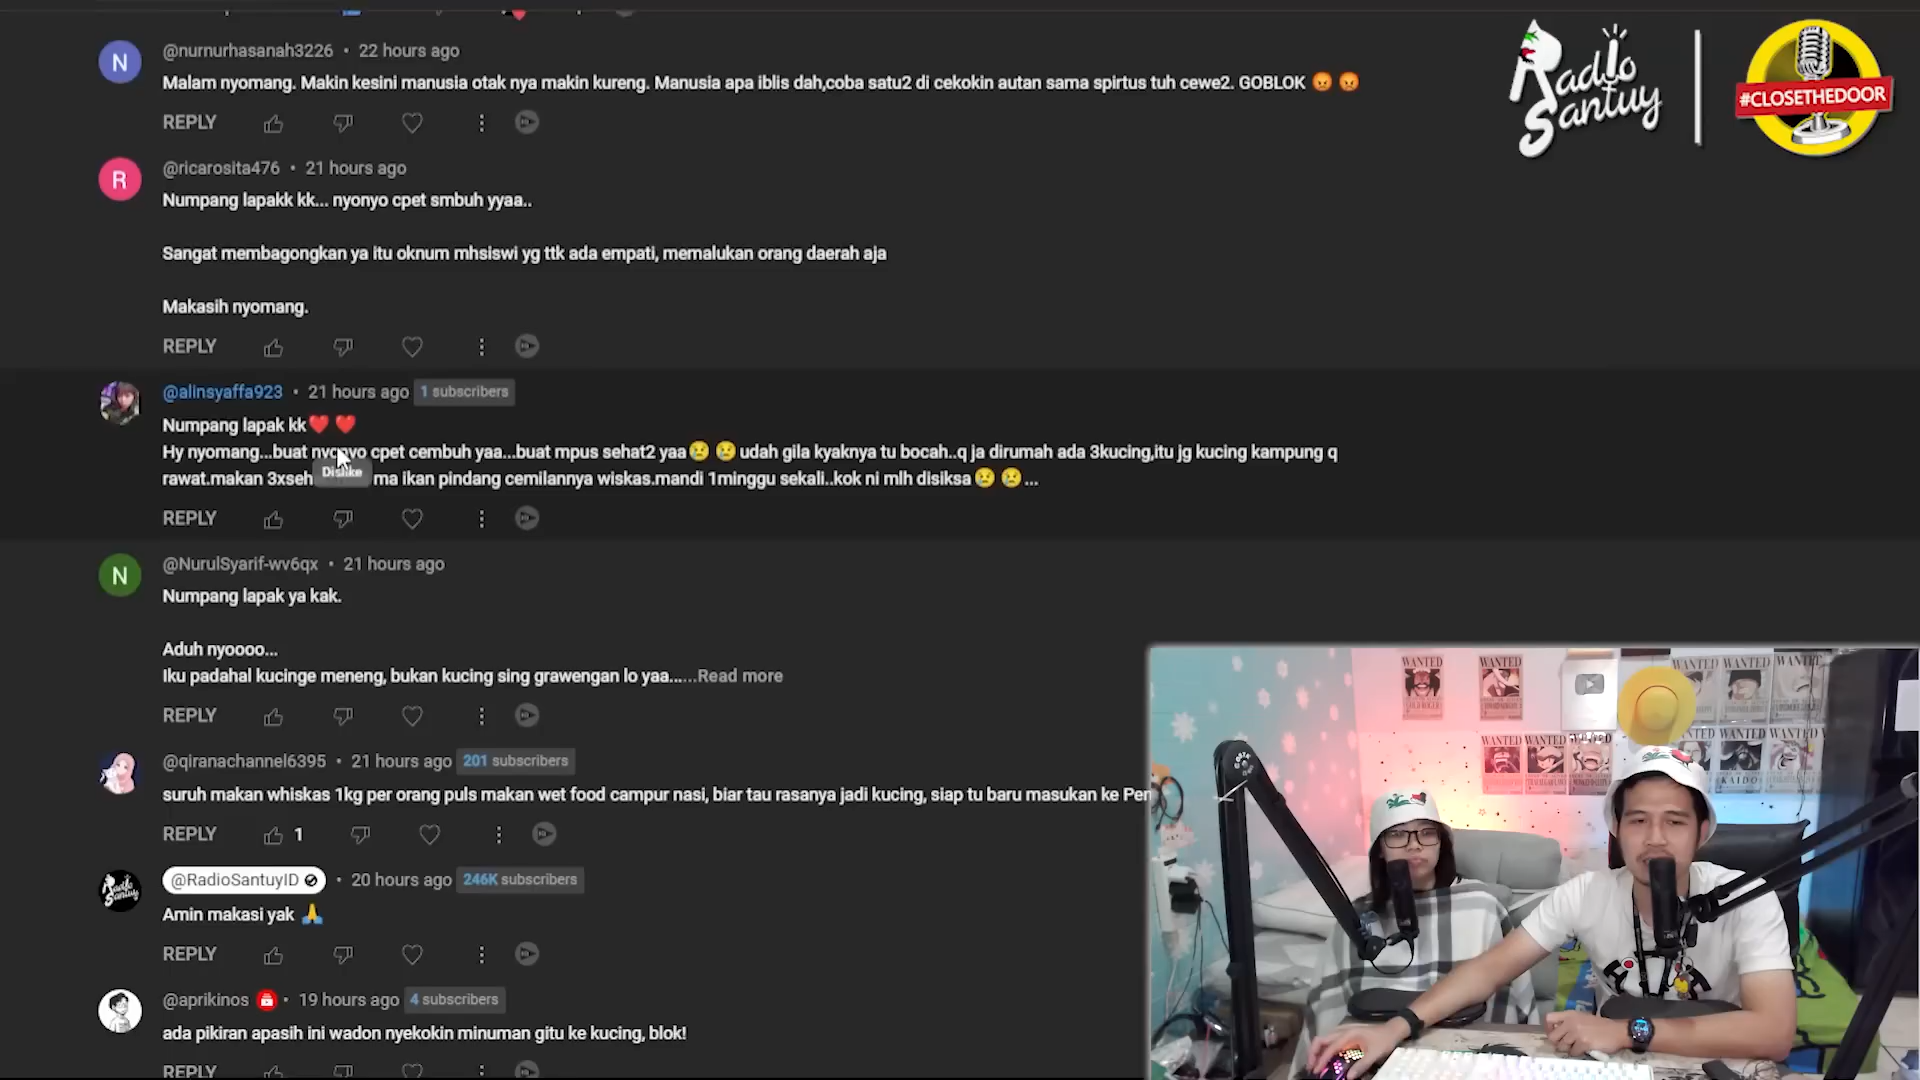 @nurnurhasanah3226 • 22 hours ago
Malam nyomang. Makin kesini manusia otak nya makin kureng. Manusia apa iblis dah,coba satu2 di cekokin autan sama spirtus tuh cewe2. GOBLOK 😡 😡
REPLY
@ricarosita476 • 21 hours ago
Numpang lapakk kk... nyonyo cpet smbuh yyaa..
Sangat membagongkan ya itu oknum mhsiswi yg ttk ada empati, memalukan orang daerah aja
Makasih nyomang.
REPLY
@alinsyaffa923 • 21 hours ago 1 subscribers
Numpang lapak kk❤️ ❤️
Hy nyomang...buat nyonyo cpet cembuh yaa...buat mpus sehat2 yaa😢 😢 udah gila kyaknya tu bocah..q ja dirumah ada 3kucing,itu jg kucing kampung q
rawat.makan 3xseh ma ikan pindang cemilannya wiskas.mandi 1minggu sekali..kok ni mlh disiksa 😢 😢 ...
Dislike
REPLY
@NurulSyarif-wv6qx • 21 hours ago
Numpang lapak ya kak.
Aduh nyoooo...
Iku padahal kucinge meneng, bukan kucing sing grawengan lo yaa......Read more
REPLY
@qiranachannel6395 • 21 hours ago 201 subscribers
suruh makan whiskas 1kg per orang puls makan wet food campur nasi, biar tau rasanya jadi kucing, siap tu baru masukan ke Pen
REPLY 1
@RadioSantuyID • 20 hours ago 246K subscribers
Amin makasi yak 🙏
REPLY
@aprikinos • 19 hours ago 4 subscribers
ada pikiran apasih ini wadon nyekokin minuman gitu ke kucing, blok!
REPLY
Radio
Santuy
#CLOSETHEDOOR
WANTED
WANTED
WANTED
WANTED
WANTED
WANTED
WANTED
KAIDO